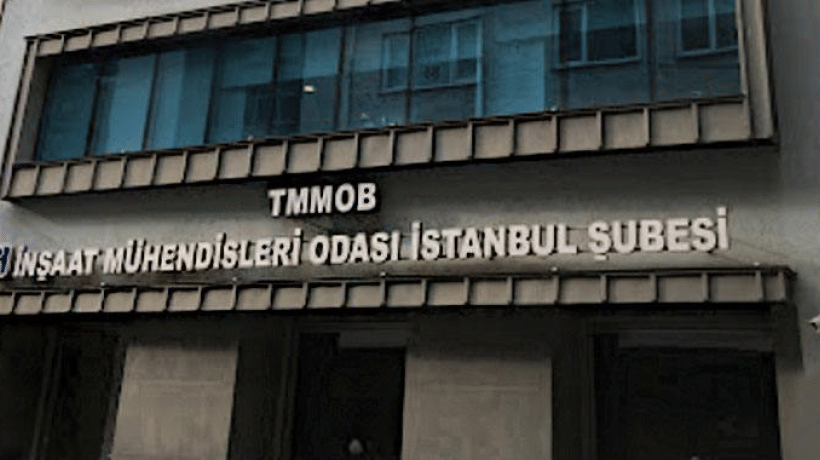 TMMOB
İNŞAAT MÜHENDİSLERİ ODASI İSTANBUL ŞUBESİ